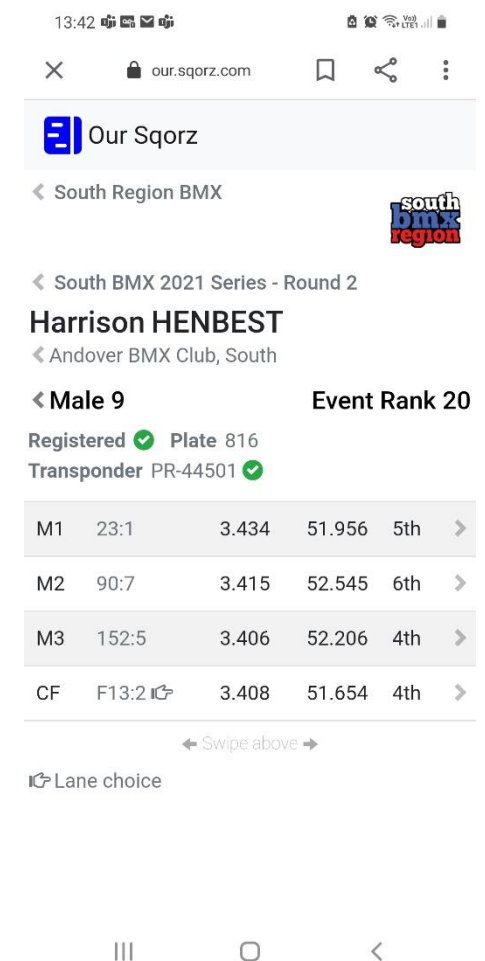 13:42
Vo))
LTE1
our.sqorz.com
Our Sqorz
South Region BMX
south
bmx
region
South BMX 2021 Series - Round 2
Harrison HENBEST
Andover BMX Club, South
Male 9 Event Rank 20
Registered Plate 816
Transponder PR-44501
M1 23:1 3.434 51.956 5th
M2 90:7 3.415 52.545 6th
M3 152:5 3.406 52.206 4th
CF F13:2 3.408 51.654 4th
Swipe above
Lane choice